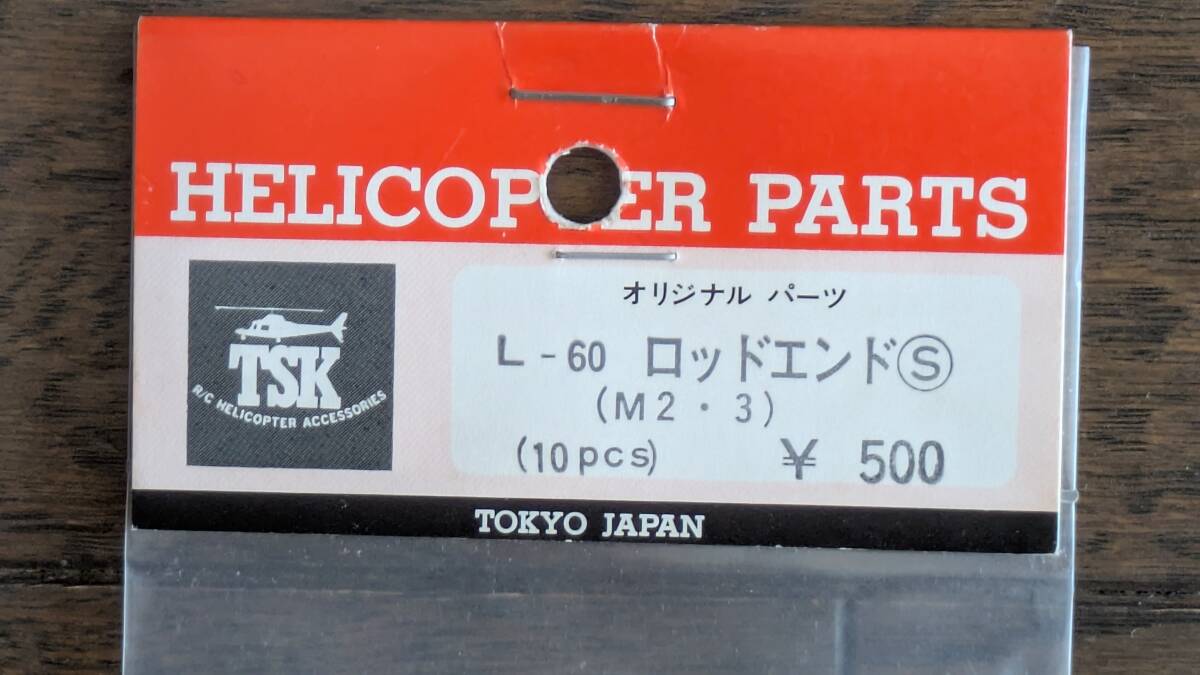 HELICOPTER PARTS
オリジナル パーツ
L-60 ロッドエンドⓈ
(M2・3)
(10pcs) ¥ 500
TSK
R/C HELICOPTER ACCESSORIES
TOKYO JAPAN